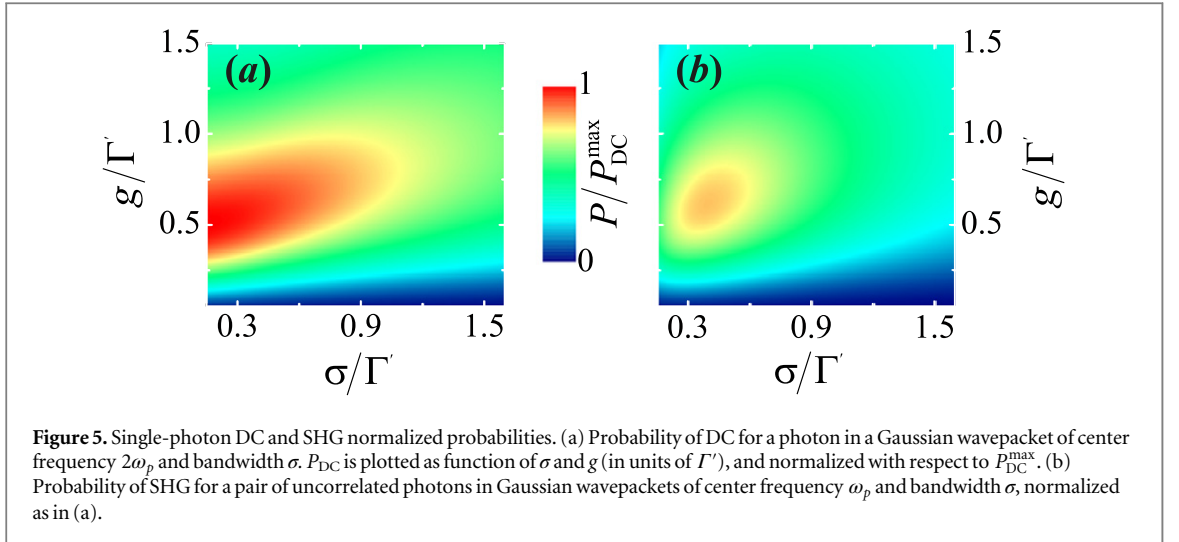 (a)
1.5
1.0
0.5
g/Γ′
0.3 0.9 1.5
σ/Γ′
1
0
P/P_DC^max
(b)
1.5
1.0
0.5
g/Γ′
0.3 0.9 1.5
σ/Γ′
Figure 5. Single-photon DC and SHG normalized probabilities. (a) Probability of DC for a photon in a Gaussian wavepacket of center
frequency 2ω_p and bandwidth σ. P_DC is plotted as function of σ and g (in units of Γ′), and normalized with respect to P_DC^max. (b)
Probability of SHG for a pair of uncorrelated photons in Gaussian wavepackets of center frequency ω_p and bandwidth σ, normalized
as in (a).